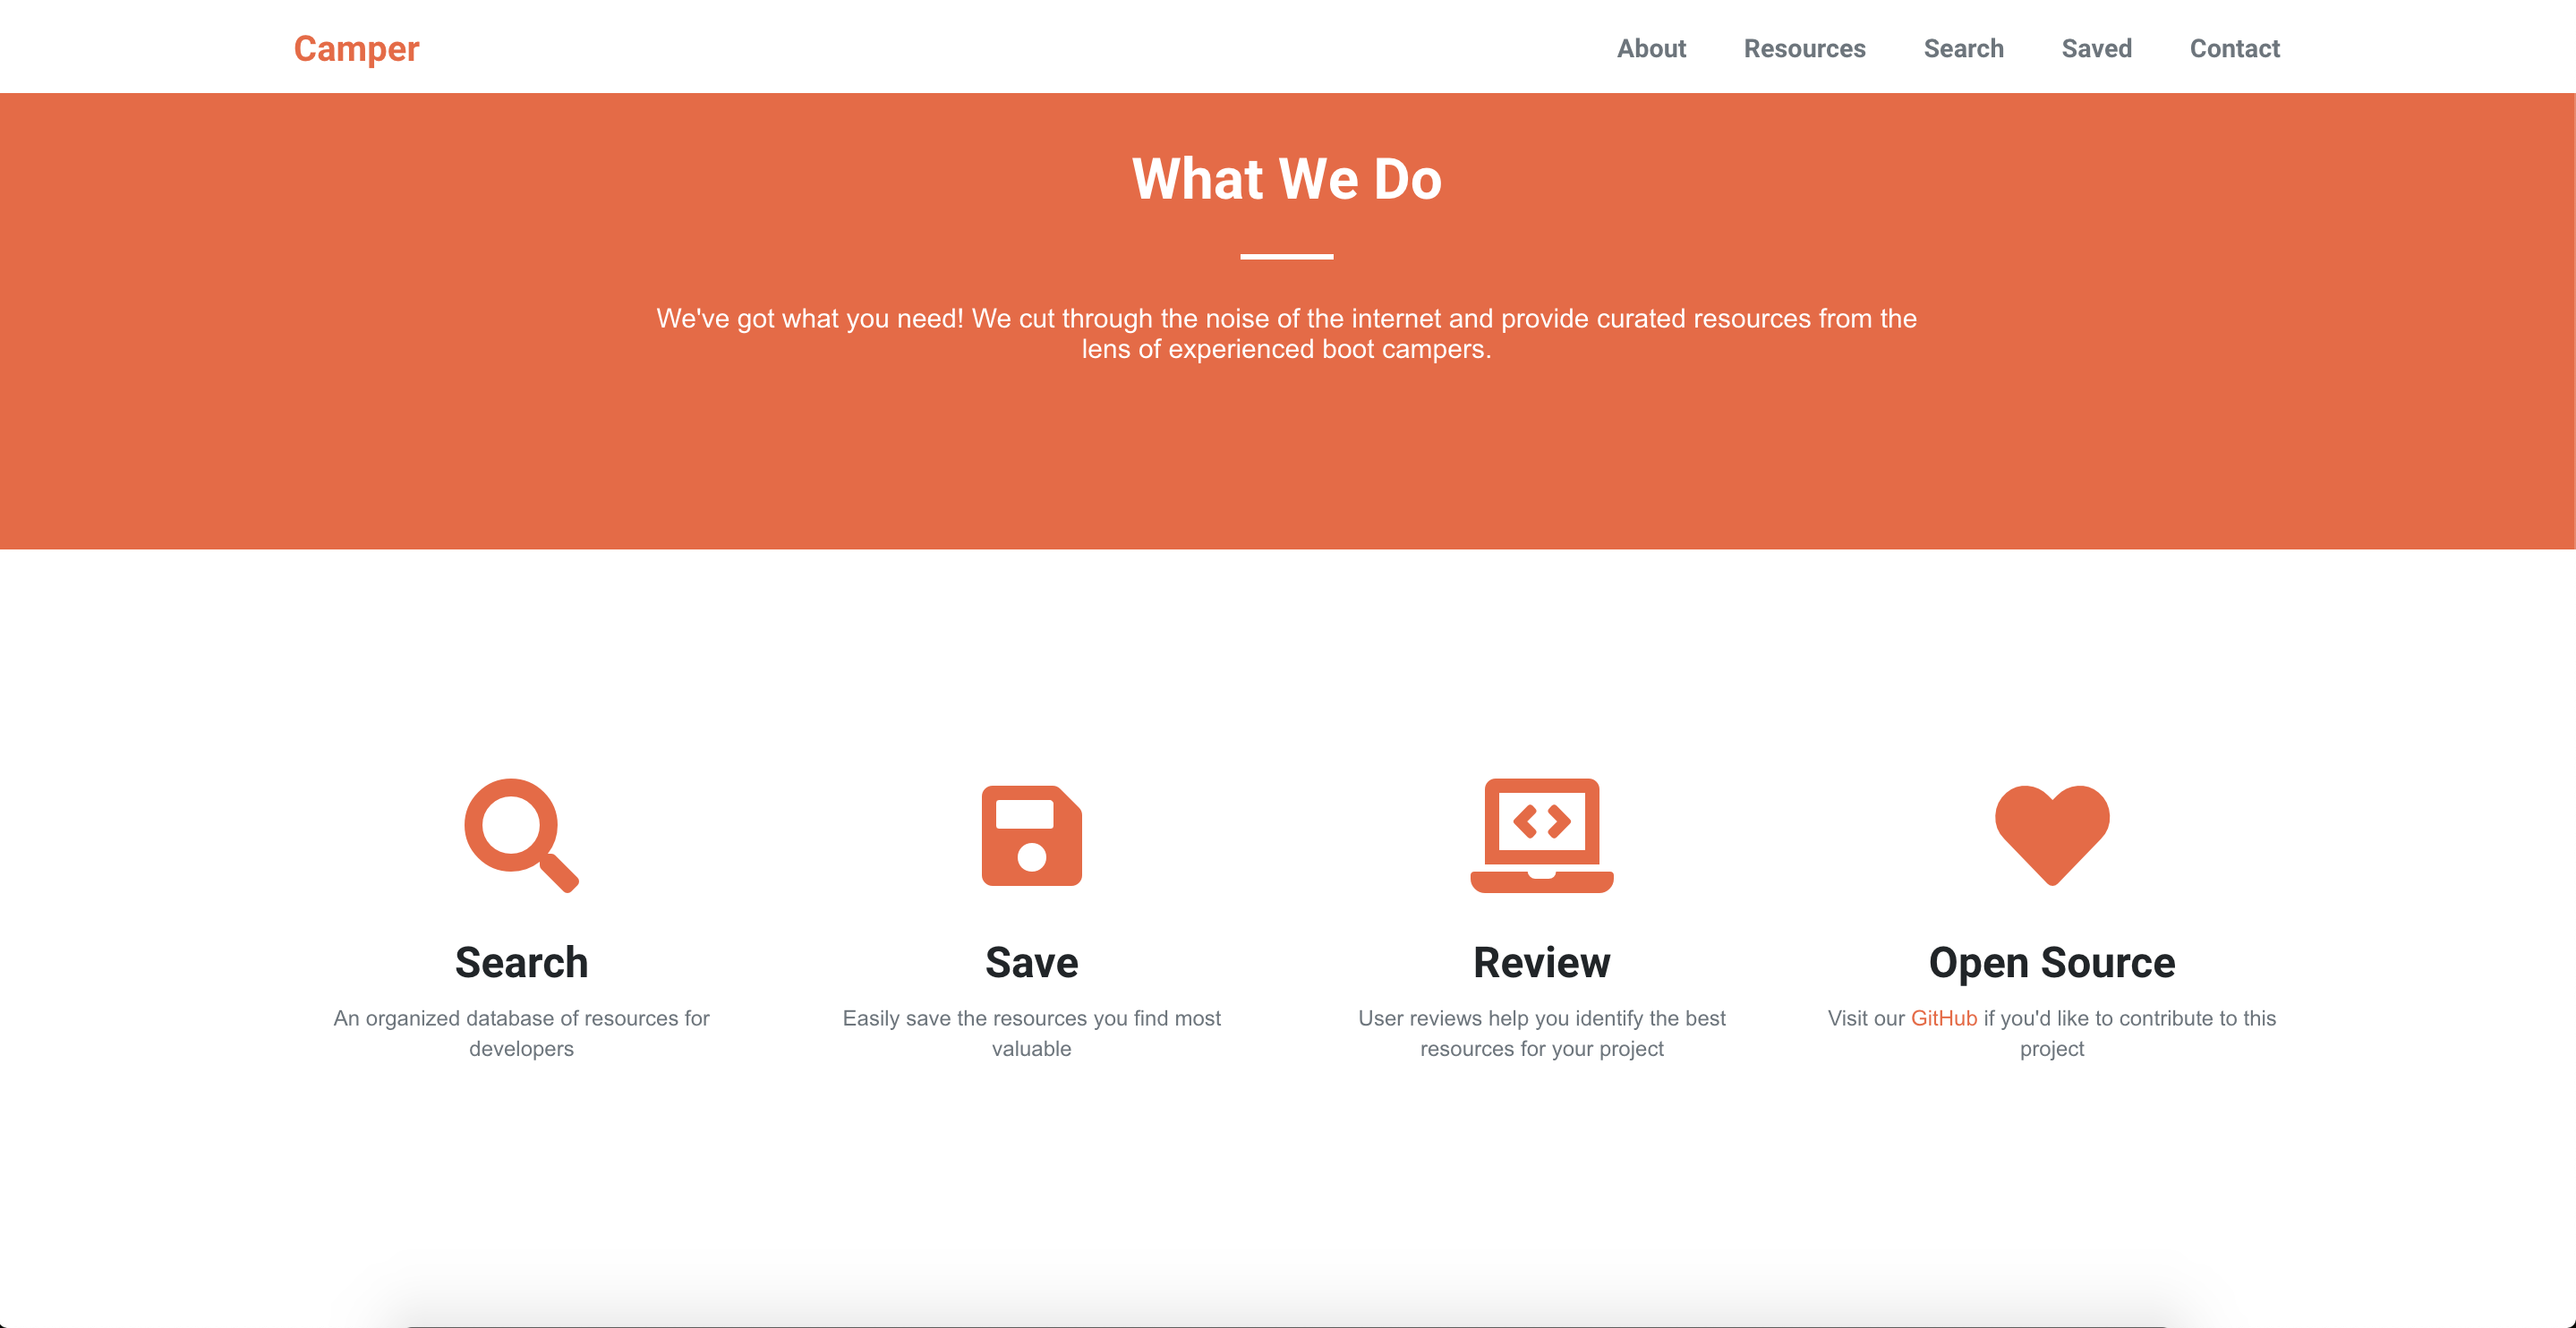 Camper
About Resources Search Saved Contact
What We Do
We've got what you need! We cut through the noise of the internet and provide curated resources from the
lens of experienced boot campers.
Search
An organized database of resources for
developers
Save
Easily save the resources you find most
valuable
Review
User reviews help you identify the best
resources for your project
Open Source
Visit our GitHub if you'd like to contribute to this
project